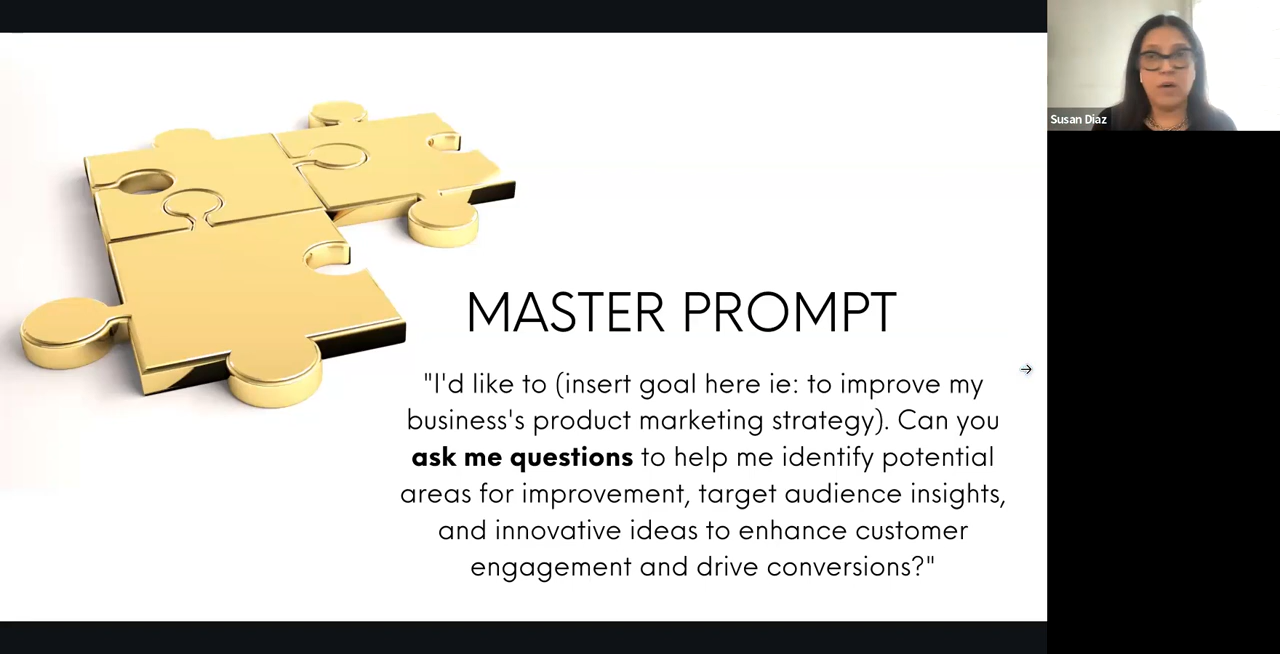 Susan Diaz
MASTER PROMPT
"I'd like to (insert goal here ie: to improve my
business's product marketing strategy). Can you
ask me questions to help me identify potential
areas for improvement, target audience insights,
and innovative ideas to enhance customer
engagement and drive conversions?"